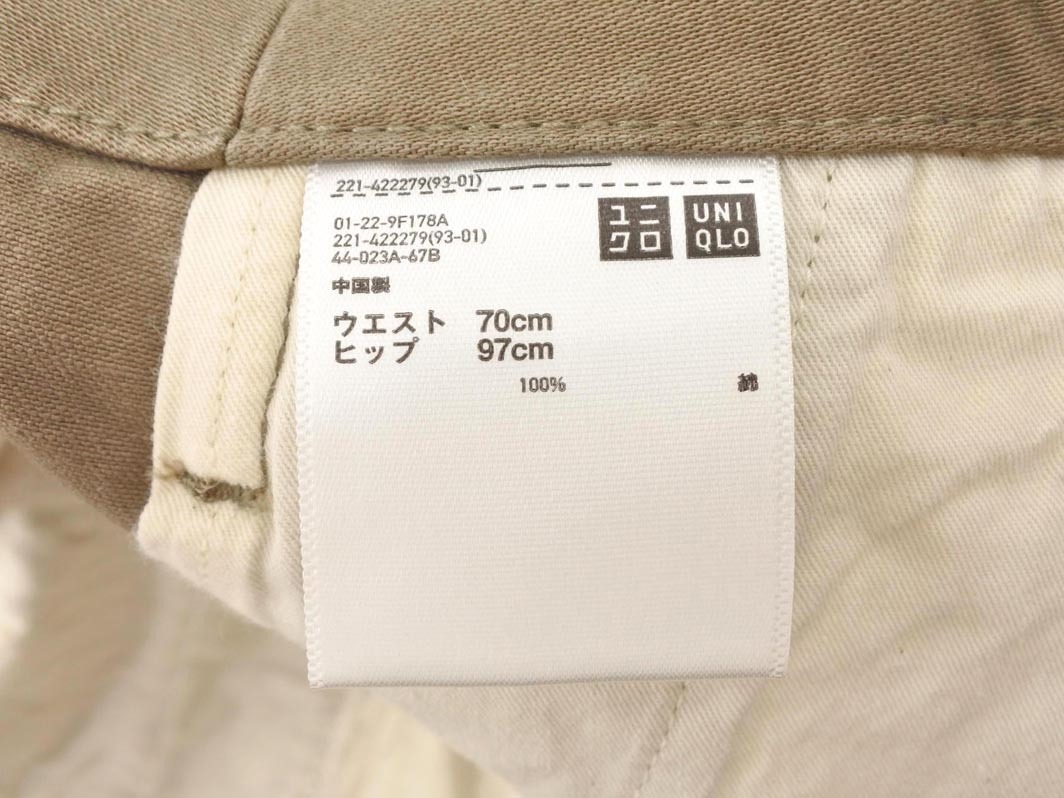 221-422279(93-01)
01-22-9F178A
221-422279(93-01)
44-023A-67B
中国製
ユニ
クロ
UNI
QLO
ウエスト 70cm
ヒップ 97cm
100% 綿